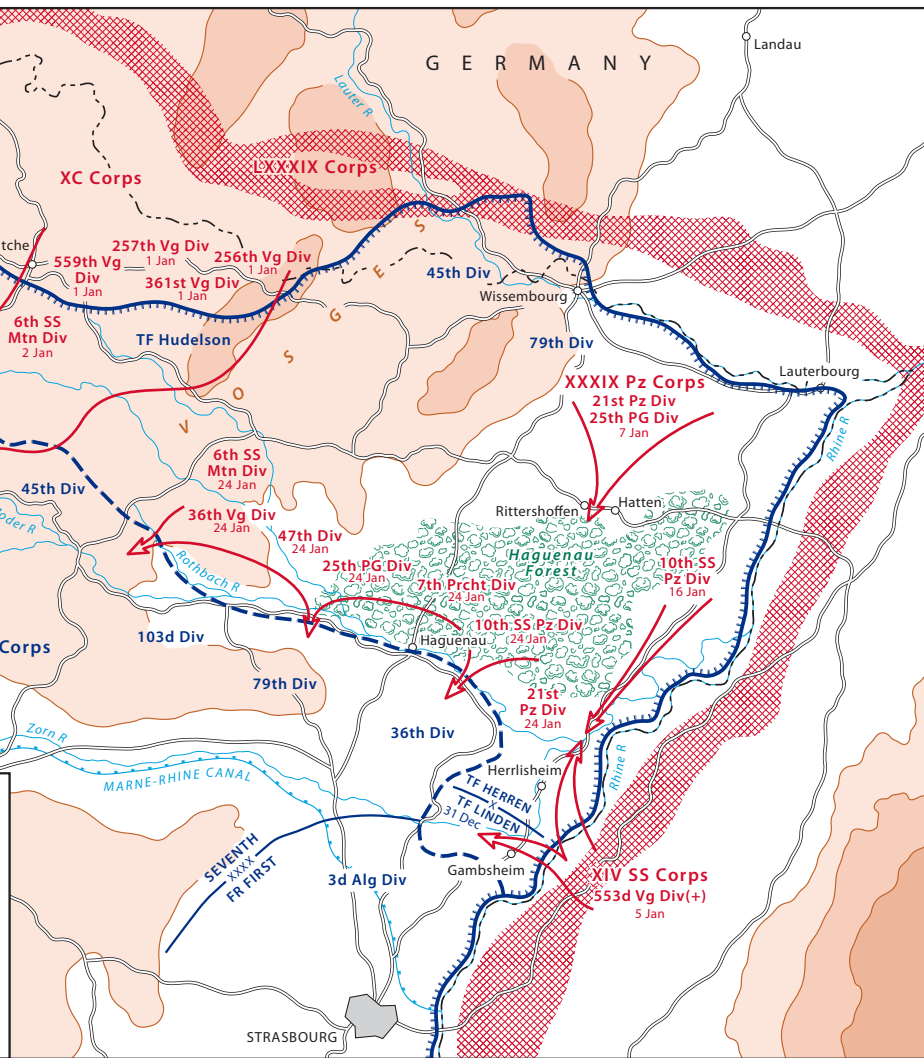 GERMANY
Landau
Lauter R
LXXXIX Corps
XC Corps
tche
257th Vg Div
1 Jan
559th Vg
Div
1 Jan
256th Vg Div
1 Jan
361st Vg Div
1 Jan
45th Div
Wissembourg
6th SS
Mtn Div
2 Jan
TF Hudelson
79th Div
VOSGES
Lauterbourg
XXXIX Pz Corps
21st Pz Div
25th PG Div
7 Jan
Rhine R
6th SS
Mtn Div
24 Jan
45th Div
36th Vg Div
24 Jan
Rittershoffen
Hatten
oder R
47th Div
24 Jan
Haguenau
Forest
Rothbach R
25th PG Div
24 Jan
7th Prcht Div
24 Jan
10th SS
Pz Div
16 Jan
10th SS Pz Div
24 Jan
103d Div
Haguenau
Corps
79th Div
21st
Pz Div
24 Jan
36th Div
Zorn R
MARNE-RHINE CANAL
Herrlisheim
Rhine R
TF HERREN
X
TF LINDEN
31 Dec
SEVENTH
XXXX
FR FIRST
3d Alg Div
Gambsheim
XIV SS Corps
553d Vg Div(+)
5 Jan
STRASBOURG